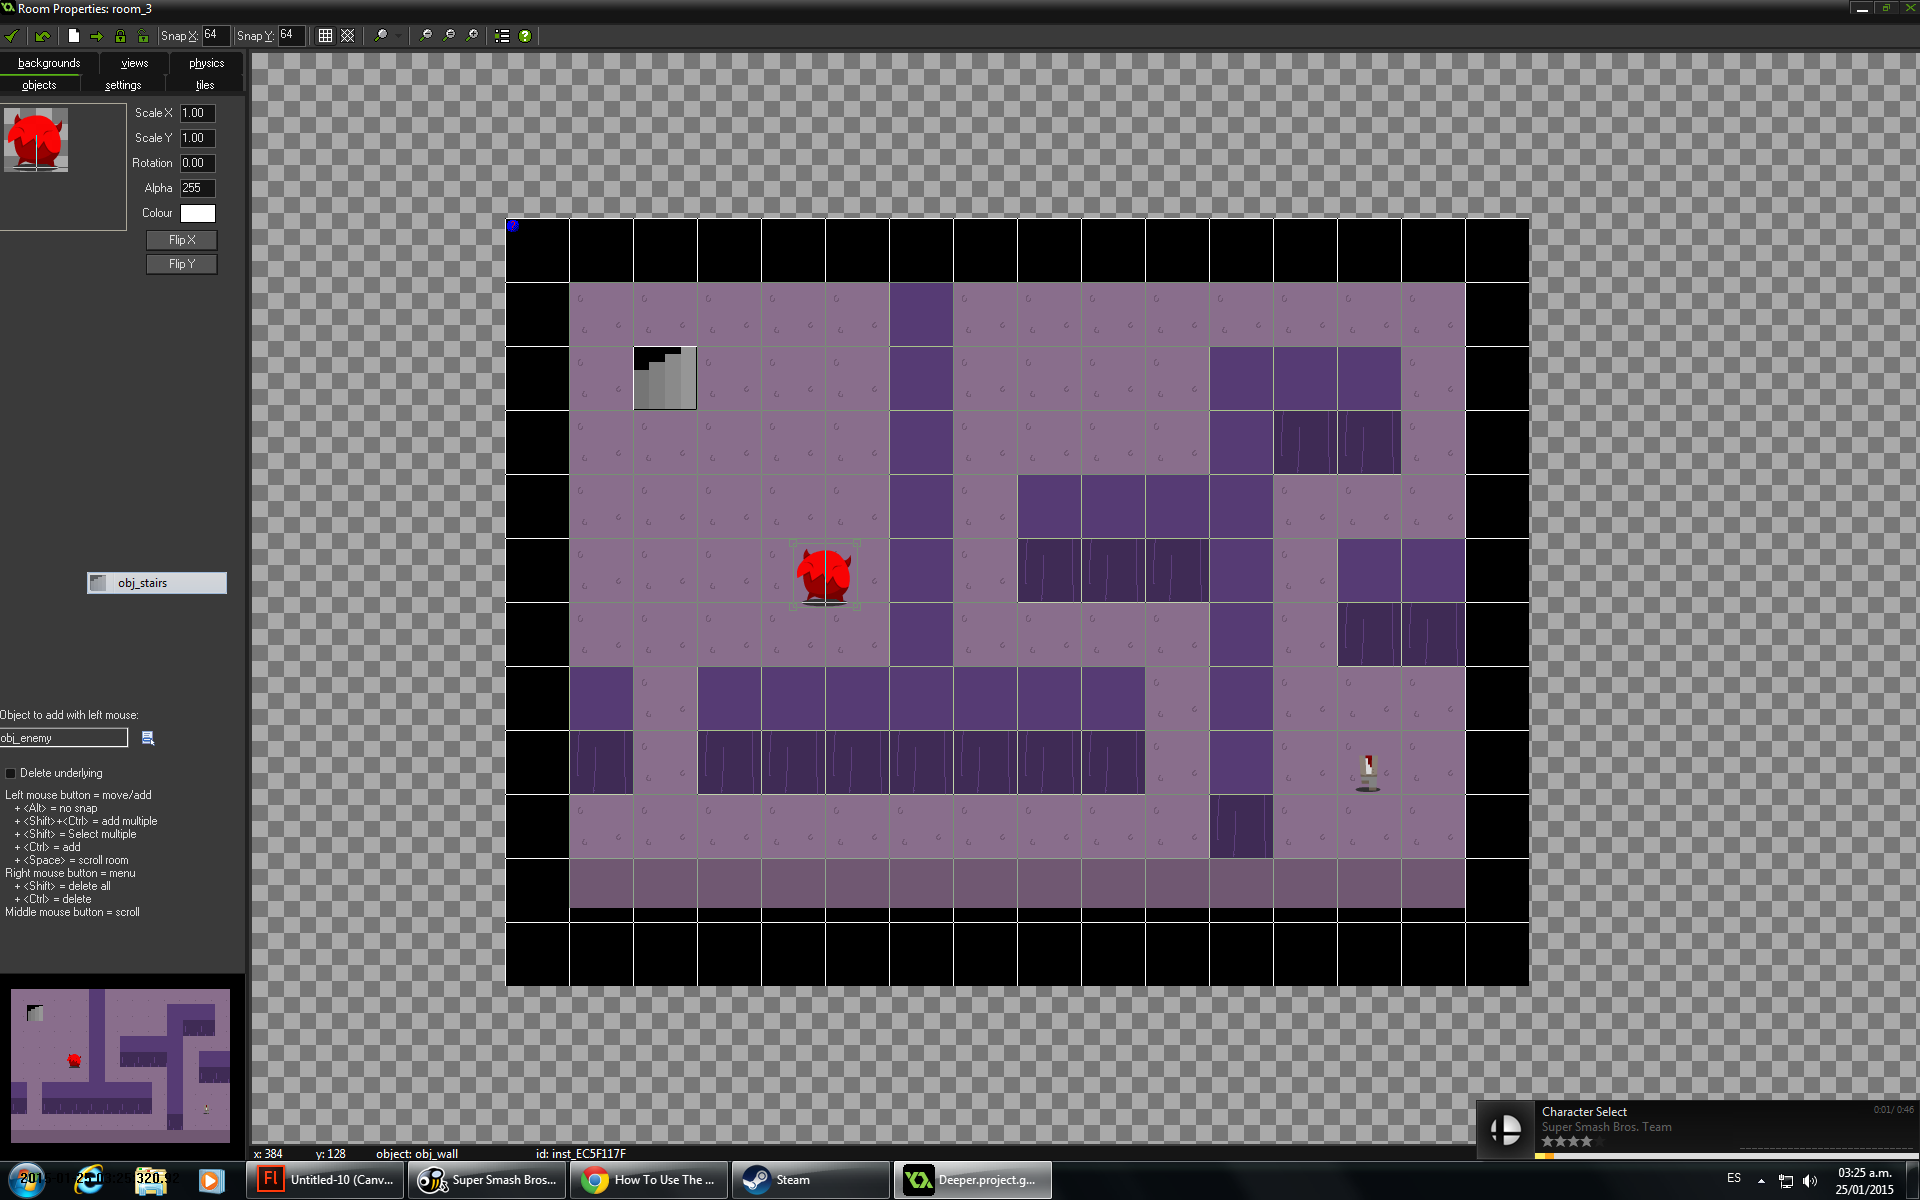 Room Properties: room_3
Snap X: 64 Snap Y: 64
backgrounds views physics
objects settings tiles
Scale X 1.00
Scale Y 1.00
Rotation 0.00
Alpha 255
Colour
Flip X
Flip Y
obj_stairs
Object to add with left mouse:
obj_enemy
Delete underlying
Left mouse button = move/add
+ <Alt> = no snap
+ <Shift>+<Ctrl> = add multiple
+ <Shift> = Select multiple
+ <Ctrl> = add
+ <Space> = scroll room
Right mouse button = menu
+ <Shift> = delete all
+ <Ctrl> = delete
Middle mouse button = scroll
x: 384 y: 128 object: obj_wall id: inst_EC5F117F
Character Select 0:01/ 0:46
Super Smash Bros. Team
Untitled-10 (Canv...
Super Smash Bros...
How To Use The ...
Steam
Deeper.project.g...
ES
03:25 a.m.
25/01/2015